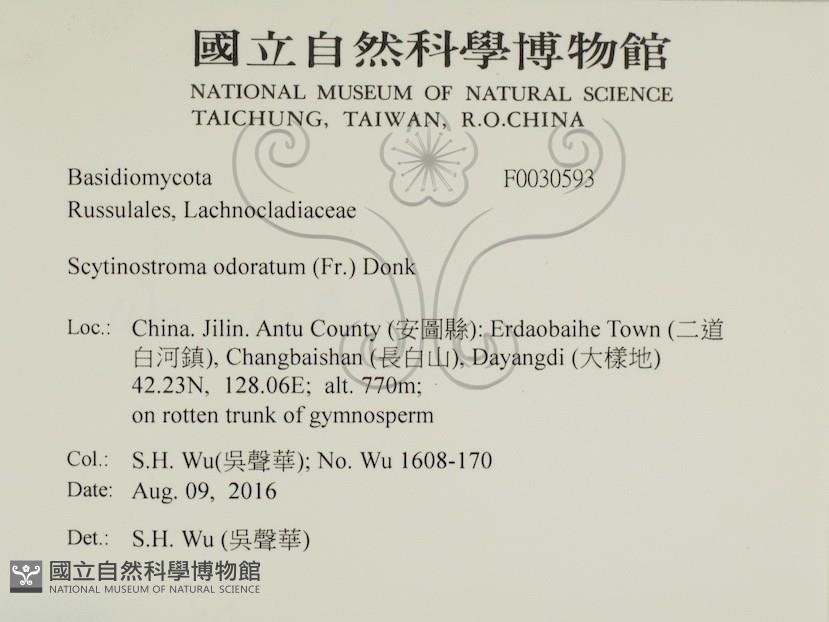 國立自然科學博物館
NATIONAL MUSEUM OF NATURAL SCIENCE
TAICHUNG, TAIWAN, R.O.CHINA
Basidiomycota F0030593
Russulales, Lachnocladiaceae
Scytinostroma odoratum (Fr.) Donk
Loc.: China. Jilin. Antu County (安圖縣): Erdaobaihe Town (二道
白河鎮), Changbaishan (長白山), Dayangdi (大樣地)
42.23N, 128.06E; alt. 770m;
on rotten trunk of gymnosperm
Col.: S.H. Wu(吳聲華); No. Wu 1608-170
Date: Aug. 09, 2016
Det.: S.H. Wu (吳聲華)
國立自然科學博物館
NATIONAL MUSEUM OF NATURAL SCIENCE